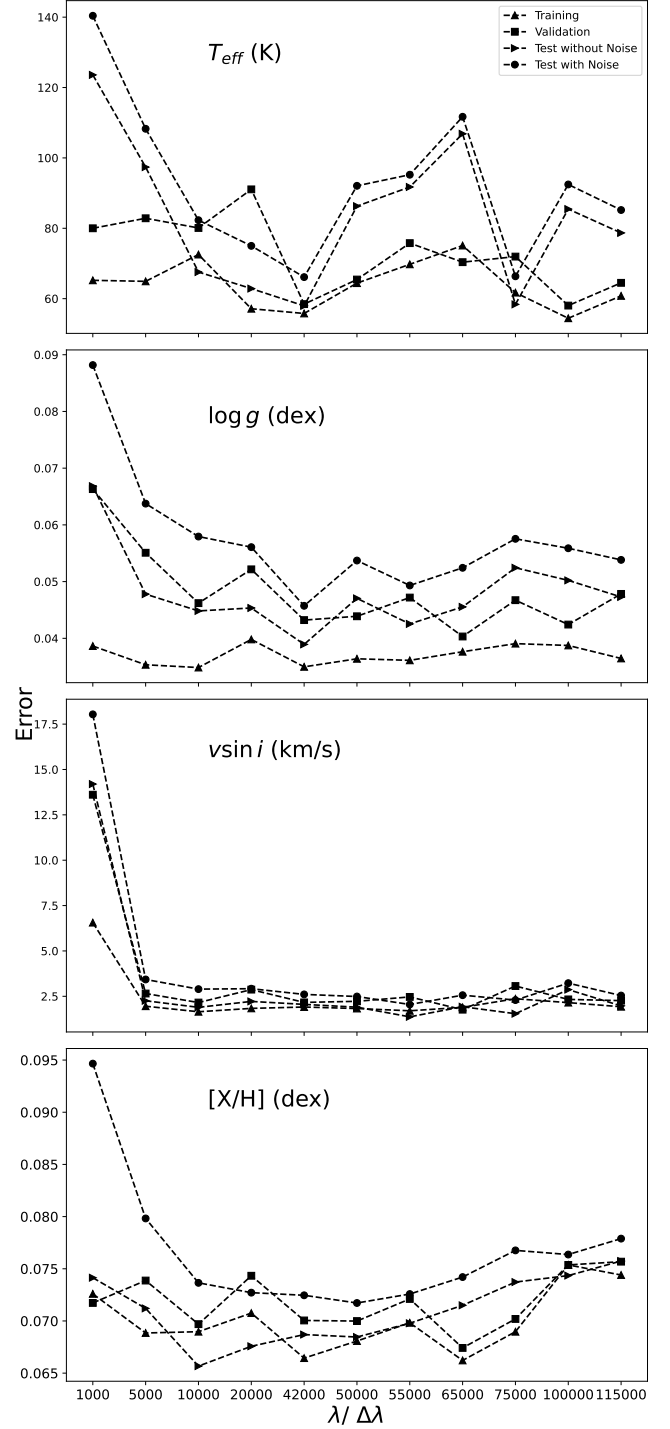 140
120
100
80
60
T_eff (K)
Training
Validation
Test without Noise
Test with Noise
0.09
0.08
0.07
0.06
0.05
0.04
log g (dex)
Error
17.5
15.0
12.5
10.0
7.5
5.0
2.5
v sin i (km/s)
0.095
0.090
0.085
0.080
0.075
0.070
0.065
[X/H] (dex)
1000 5000 10000 20000 42000 50000 55000 65000 75000 100000 115000
λ/ Δλ